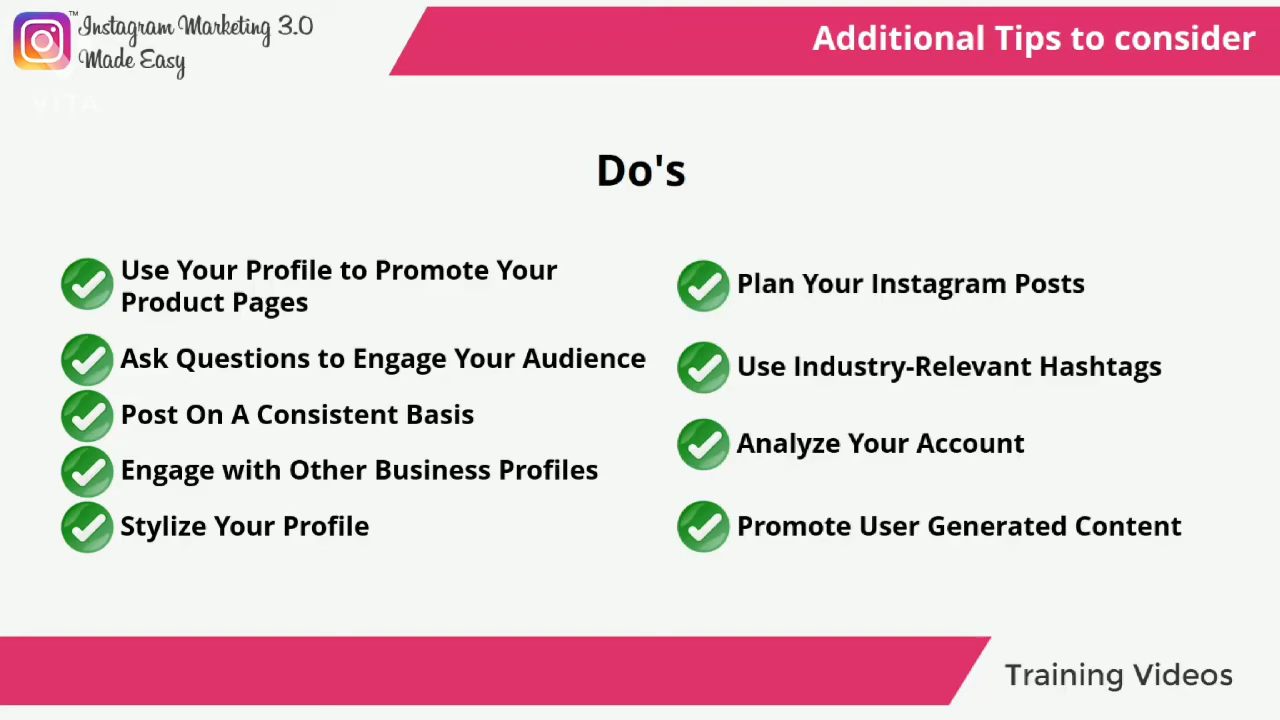 Instagram Marketing 3.0
Made Easy
TM
Additional Tips to consider
VITA
Do's
Use Your Profile to Promote Your
Product Pages
Ask Questions to Engage Your Audience
Post On A Consistent Basis
Engage with Other Business Profiles
Stylize Your Profile
Plan Your Instagram Posts
Use Industry-Relevant Hashtags
Analyze Your Account
Promote User Generated Content
Training Videos